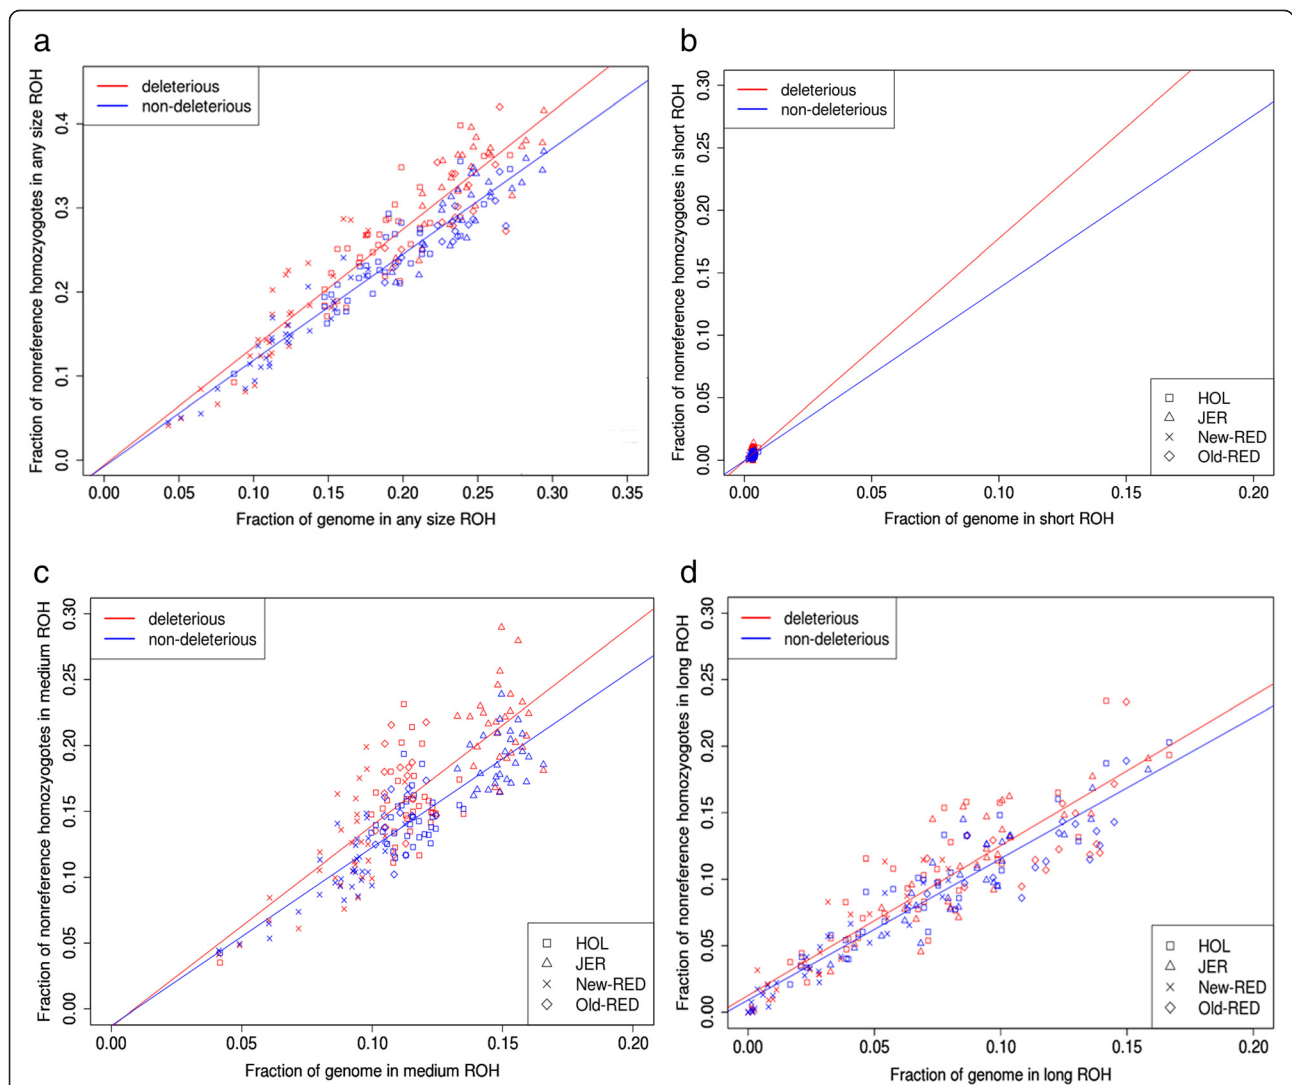 a
deleterious
non-deleterious
Fraction of nonreference homozyogotes in any size ROH
0.0
0.1
0.2
0.3
0.4
0.00 0.05 0.10 0.15 0.20 0.25 0.30 0.35
Fraction of genome in any size ROH
b
deleterious
non-deleterious
Fraction of nonreference homozyogotes in short ROH
0.00
0.05
0.10
0.15
0.20
0.25
0.30
HOL
JER
New-RED
Old-RED
0.00 0.05 0.10 0.15 0.20
Fraction of genome in short ROH
c
deleterious
non-deleterious
Fraction of nonreference homozyogotes in medium ROH
0.00
0.05
0.10
0.15
0.20
0.25
0.30
HOL
JER
New-RED
Old-RED
0.00 0.05 0.10 0.15 0.20
Fraction of genome in medium ROH
d
deleterious
non-deleterious
Fraction of nonreference homozyogotes in long ROH
0.00
0.05
0.10
0.15
0.20
0.25
0.30
HOL
JER
New-RED
Old-RED
0.00 0.05 0.10 0.15 0.20
Fraction of genome in long ROH